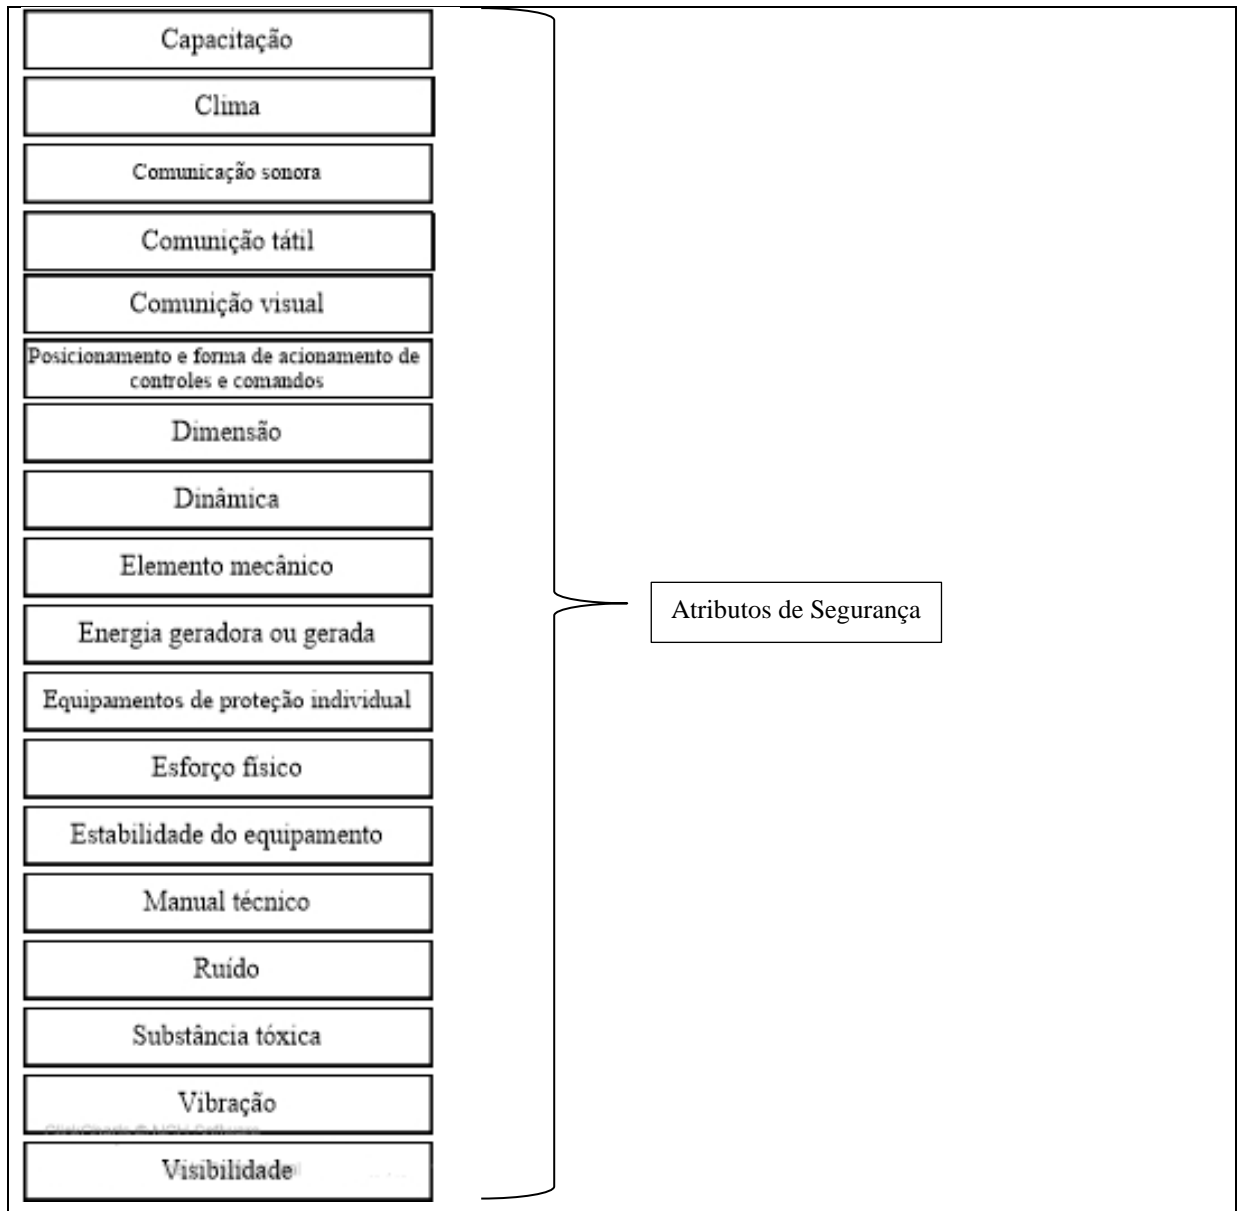 Capacitação
Clima
Comunicação sonora
Comunição tátil
Comunição visual
Posicionamento e forma de acionamento de
controles e comandos
Dimensão
Dinâmica
Elemento mecânico
Energia geradora ou gerada
Equipamentos de proteção individual
Esforço físico
Estabilidade do equipamento
Manual técnico
Ruído
Substância tóxica
Vibração
Visibilidade
Atributos de Segurança